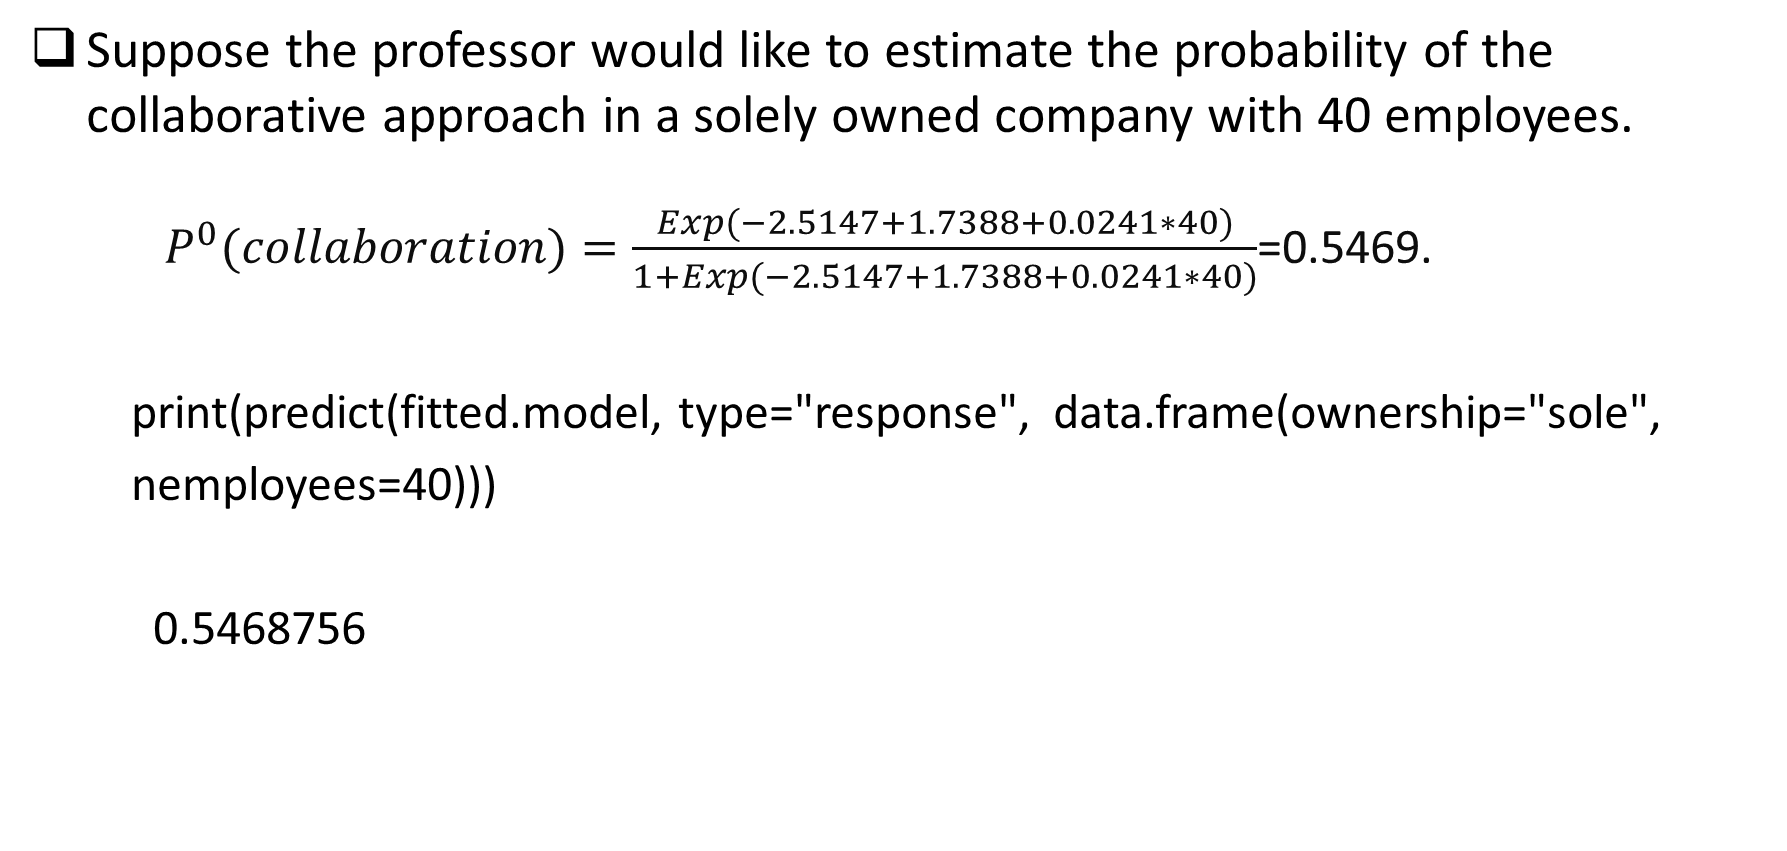 ❑ Suppose the professor would like to estimate the probability of the
collaborative approach in a solely owned company with 40 employees.
P⁰(collaboration) = Exp(−2.5147+1.7388+0.0241∗40) / 1+Exp(−2.5147+1.7388+0.0241∗40) =0.5469.
print(predict(fitted.model, type="response", data.frame(ownership="sole",
nemployees=40)))
0.5468756